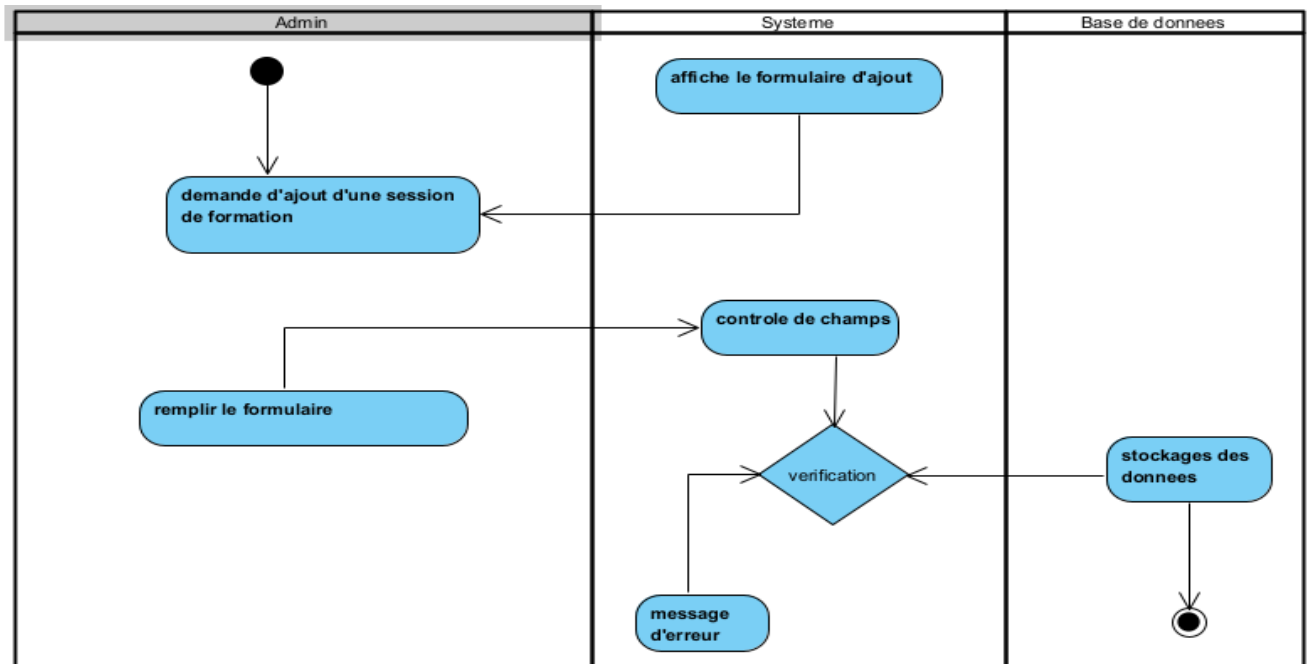 Admin
Systeme
Base de donnees
affiche le formulaire d'ajout
demande d'ajout d'une session
de formation
controle de champs
remplir le formulaire
verification
stockages des
donnees
message
d'erreur